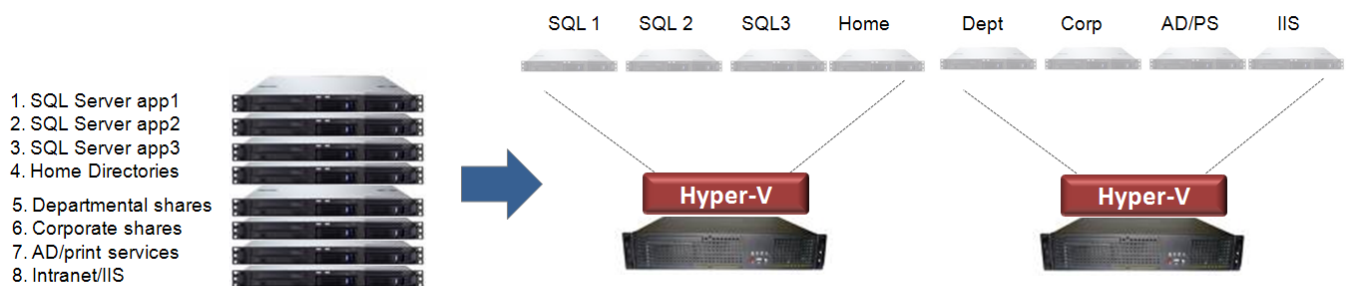 SQL 1 SQL 2 SQL3 Home Dept Corp AD/PS IIS
1. SQL Server app1
2. SQL Server app2
3. SQL Server app3
4. Home Directories
5. Departmental shares
6. Corporate shares
7. AD/print services
8. Intranet/IIS
Hyper-V Hyper-V